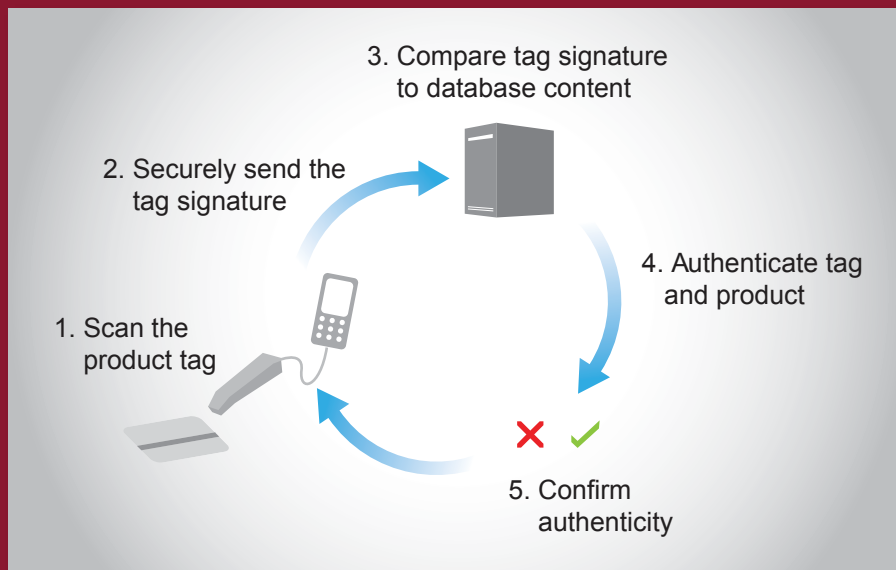 1. Scan the
product tag
2. Securely send the
tag signature
3. Compare tag signature
to database content
4. Authenticate tag
and product
5. Confirm
authenticity